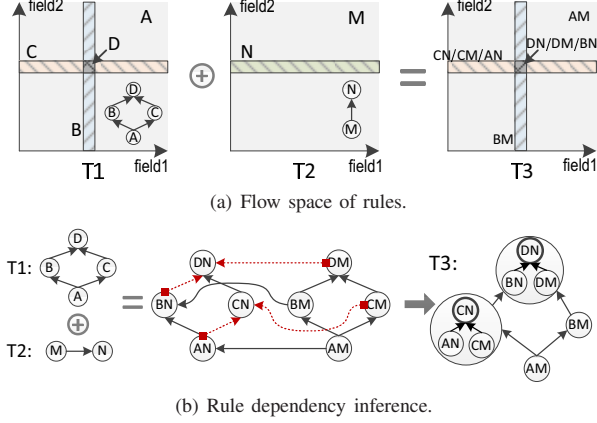 field2
A
C
D
B
D
B
C
A
field1
T1
field2
M
N
N
M
field1
T2
field2
AM
CN/CM/AN
DN/DM/BN
BM
field1
T3
(a) Flow space of rules.
T1:
D
B
C
A
T2:
M
N
DN
DM
BN
CN
BM
CM
AN
AM
T3:
DN
BN
DM
CN
AN
CM
BM
AM
(b) Rule dependency inference.